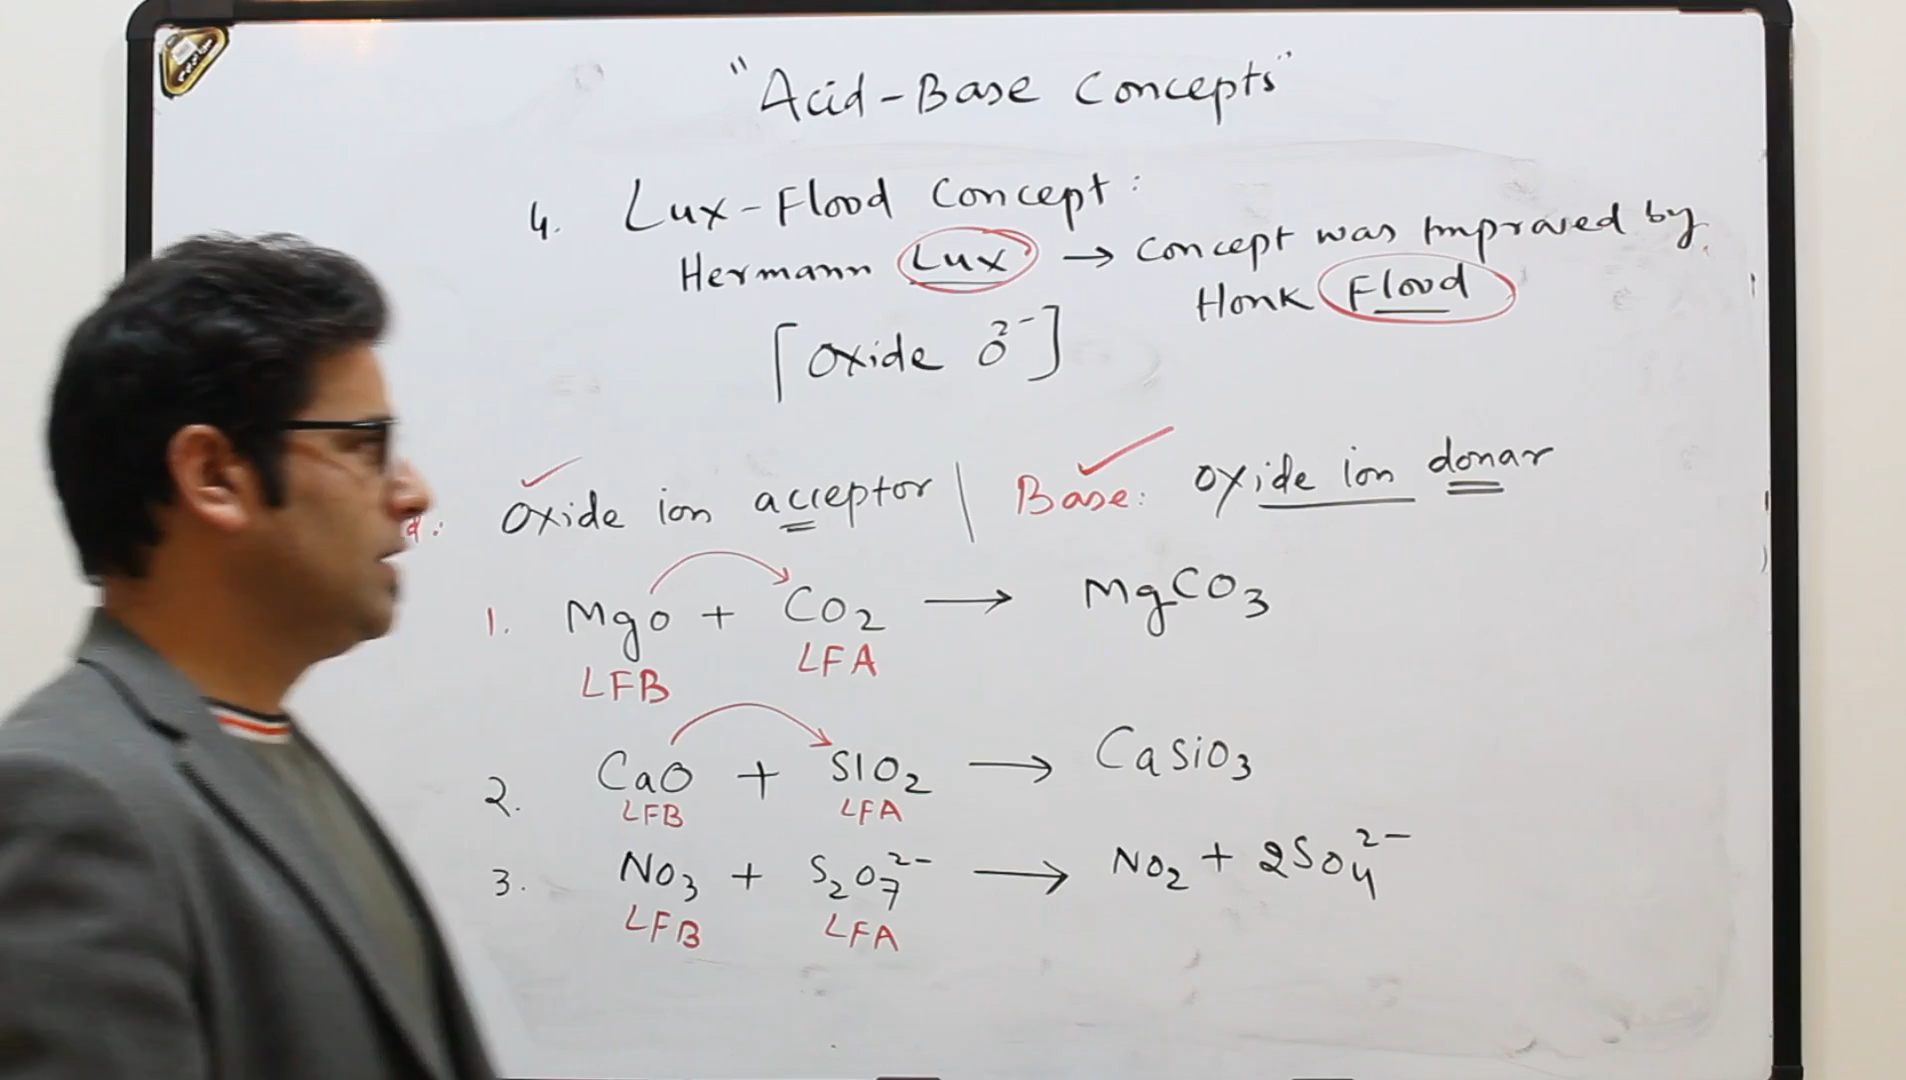 "Acid-Base Concepts"
4. Lux-Flood Concept:
Hermann Lux → Concept was Improved by
Honk Flood
[Oxide O²⁻]
d: Oxide ion acceptor | Base: Oxide ion donar
1. MgO + CO₂ → MgCO₃
LFB LFA
2. CaO + SiO₂ → CaSiO₃
LFB LFA
3. NO₃ + S₂O₇²⁻ → NO₂ + 2SO₄²⁻
LFB LFA